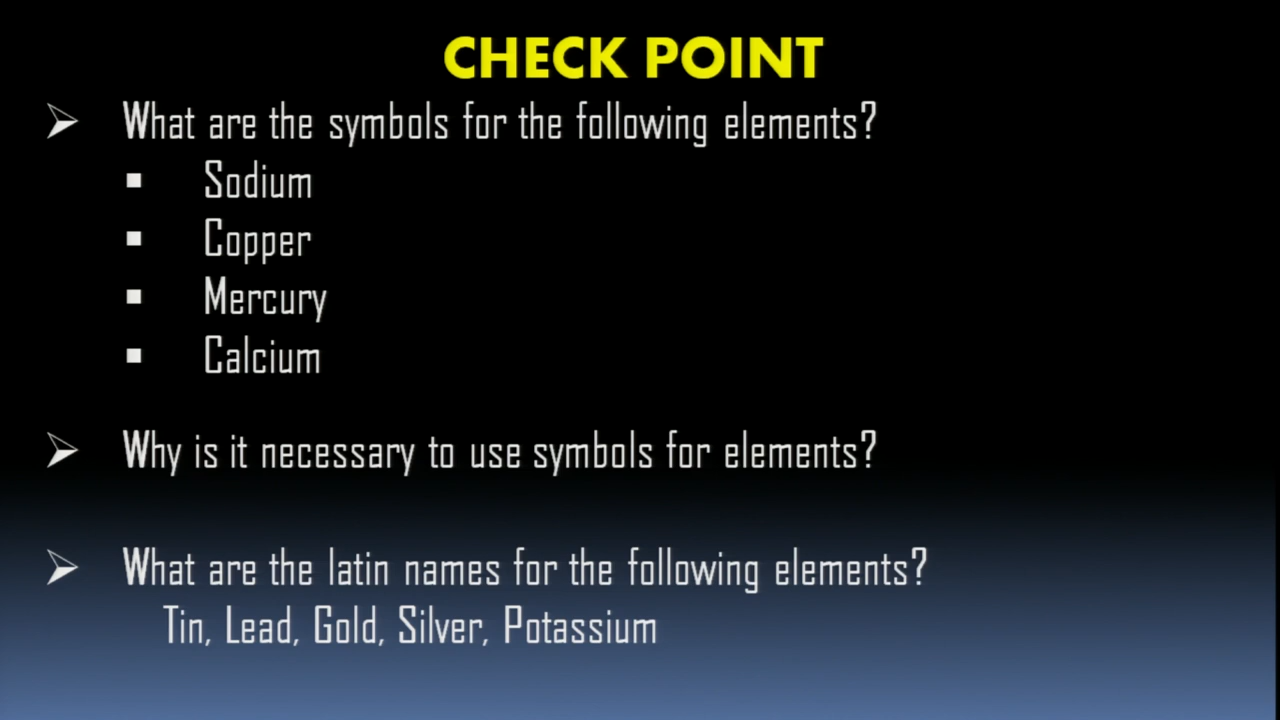 CHECK POINT
What are the symbols for the following elements?
Sodium
Copper
Mercury
Calcium
Why is it necessary to use symbols for elements?
What are the latin names for the following elements?
Tin, Lead, Gold, Silver, Potassium